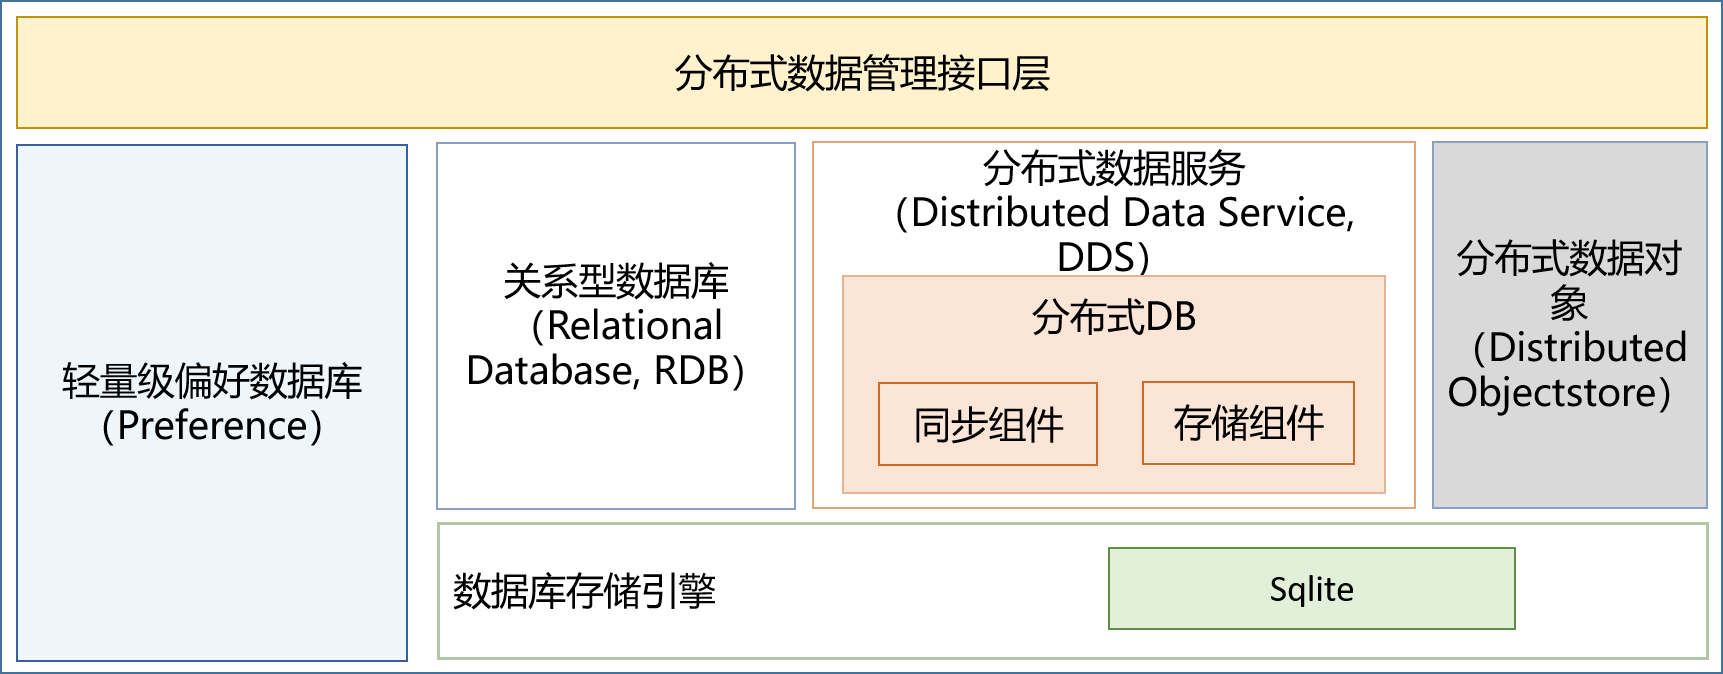 分布式数据管理接口层
轻量级偏好数据库
（Preference）
关系型数据库
（Relational
Database, RDB）
分布式数据服务
（Distributed Data Service,
DDS）
分布式DB
同步组件
存储组件
分布式数据对
象
（Distributed
Objectstore）
数据库存储引擎
Sqlite